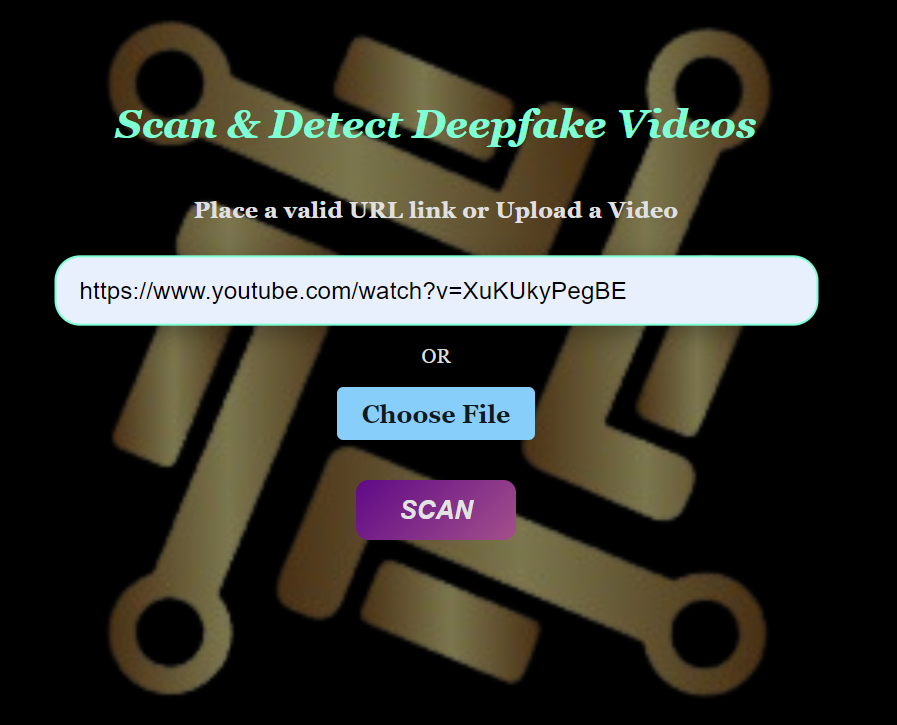 Scan & Detect Deepfake Videos
Place a valid URL link or Upload a Video
https://www.youtube.com/watch?v=XuKUkyPegBE
OR
Choose File
SCAN